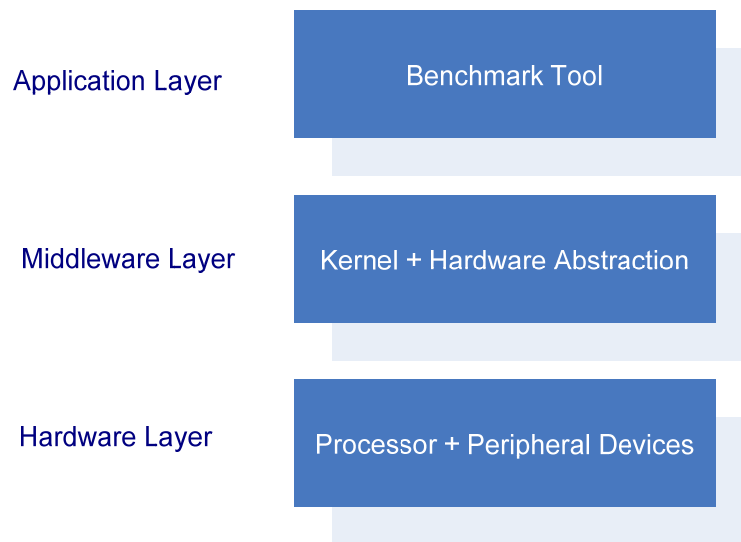 Application Layer
Benchmark Tool
Middleware Layer
Kernel + Hardware Abstraction
Hardware Layer
Processor + Peripheral Devices